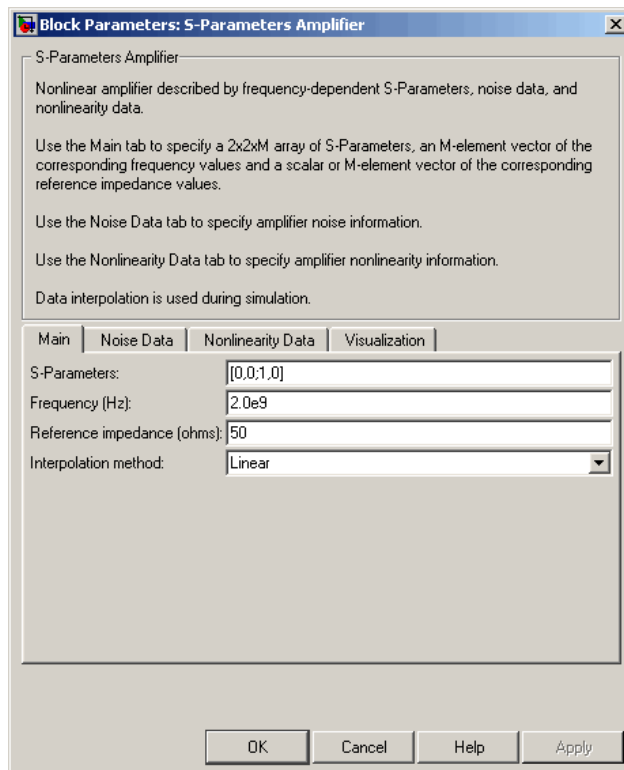 Block Parameters: S-Parameters Amplifier
S-Parameters Amplifier
Nonlinear amplifier described by frequency-dependent S-Parameters, noise data, and
nonlinearity data.
Use the Main tab to specify a 2x2xM array of S-Parameters, an M-element vector of the
corresponding frequency values and a scalar or M-element vector of the corresponding
reference impedance values.
Use the Noise Data tab to specify amplifier noise information.
Use the Nonlinearity Data tab to specify amplifier nonlinearity information.
Data interpolation is used during simulation.
Main Noise Data Nonlinearity Data Visualization
S-Parameters: [0,0;1,0]
Frequency (Hz): 2.0e9
Reference impedance (ohms): 50
Interpolation method: Linear
OK Cancel Help Apply